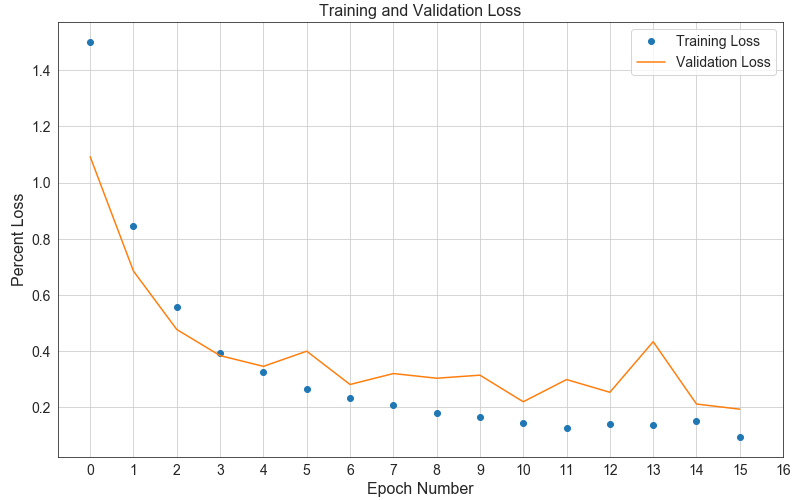 Training and Validation Loss
Training Loss
Validation Loss
Percent Loss
1.4
1.2
1.0
0.8
0.6
0.4
0.2
0 1 2 3 4 5 6 7 8 9 10 11 12 13 14 15 16
Epoch Number